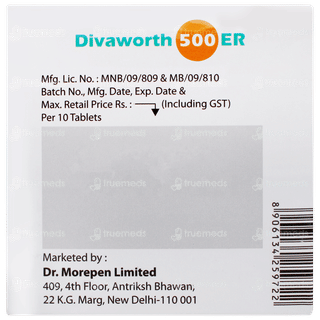 Divaworth 500 ER
Mfg. Lic. No.: MNB/09/809 & MB/09/810
Batch No., Mfg. Date, Exp. Date &
Max. Retail Price Rs.: (Including GST)
Per 10 Tablets
truemeds
Marketed by :
Dr. Morepen Limited
409, 4th Floor, Antriksh Bhawan,
22 K.G. Marg, New Delhi-110 001
8906134259722